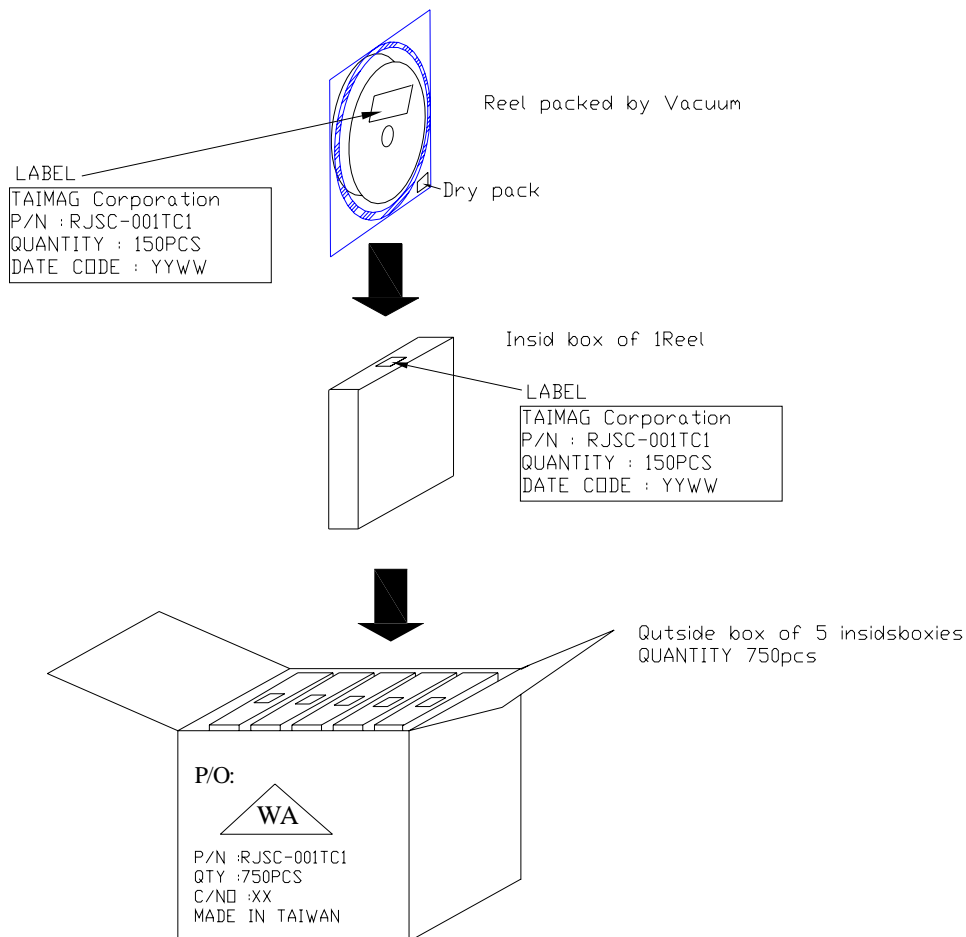 Reel packed by Vacuum
LABEL
Dry pack
TAIMAG Corporation
P/N : RJSC-001TC1
QUANTITY : 150PCS
DATE CODE : YYWW
Insid box of 1Reel
LABEL
TAIMAG Corporation
P/N : RJSC-001TC1
QUANTITY : 150PCS
DATE CODE : YYWW
Qutside box of 5 insidsboxies
QUANTITY 750pcs
P/O:
WA
P/N :RJSC-001TC1
QTY :750PCS
C/NO :XX
MADE IN TAIWAN